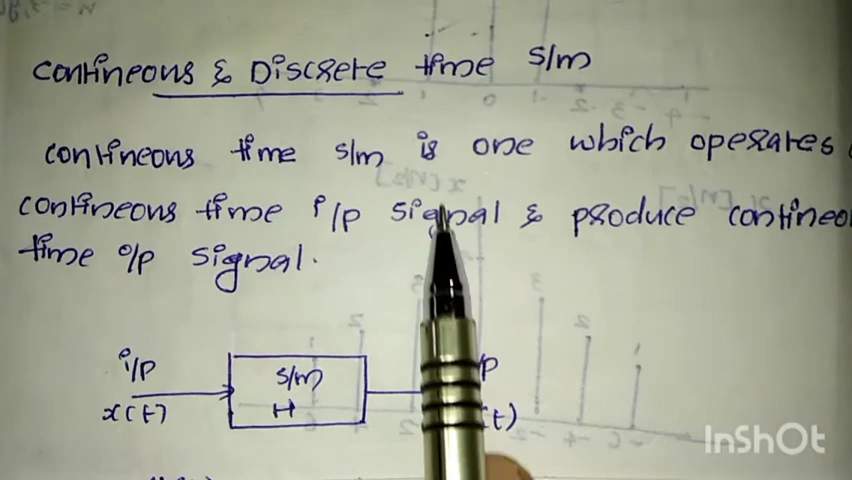 contineous & Discrete time s/m
contineous time s/m is one which operates
contineous time i/p signal & produce contineo
time o/p signal.
i/p
s/m
/p
x(t)
H
(t)
InShOt